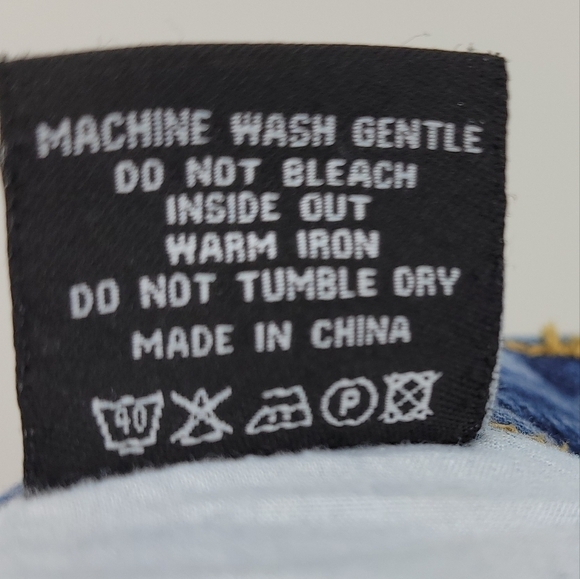 MACHINE WASH GENTLE
DO NOT BLEACH
INSIDE OUT
WARM IRON
DO NOT TUMBLE DRY
MADE IN CHINA
40 P